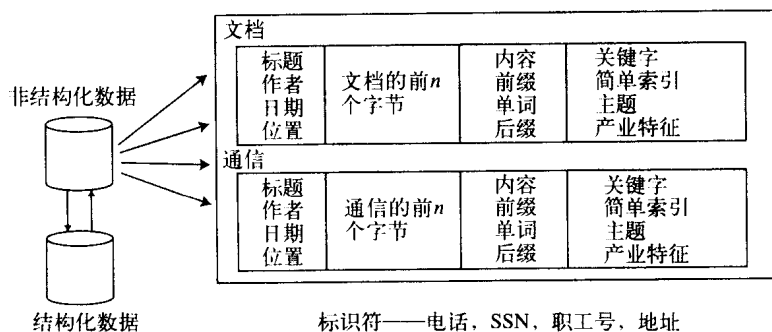 文档
标题
作者
日期
位置
文档的前n
个字节
内容
前缀
单词
后缀
关键字
简单索引
主题
产业特征
非结构化数据
通信
标题
作者
日期
位置
通信的前n
个字节
内容
前缀
单词
后缀
关键字
简单索引
主题
产业特征
结构化数据
标识符——电话，SSN，职工号，地址